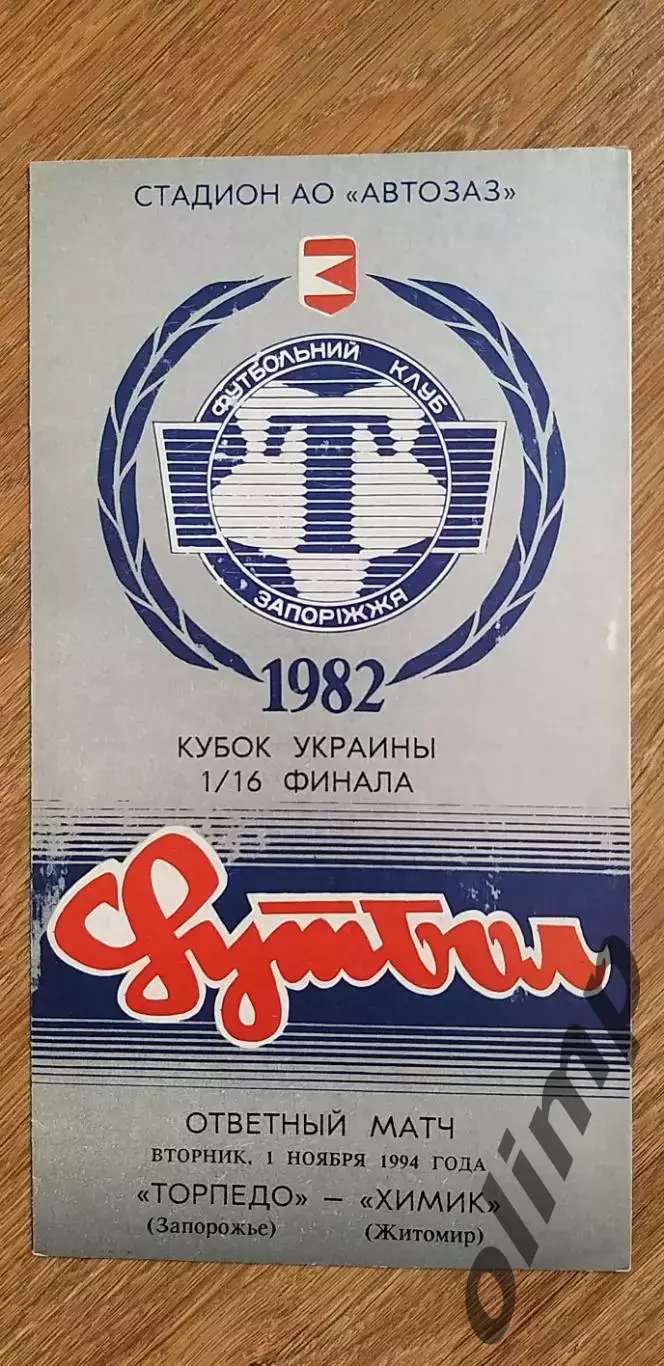 СТАДИОН АО «АВТОЗАЗ»
ФУТБОЛЬНИЙ КЛУБ
Т
ЗАПОРІЖЖЯ
1982
КУБОК УКРАИНЫ
1/16 ФИНАЛА
Футбол
ОТВЕТНЫЙ МАТЧ
ВТОРНИК, 1 НОЯБРЯ 1994 ГОДА
«ТОРПЕДО» – «ХИМИК»
(Запорожье) (Житомир)
olimp